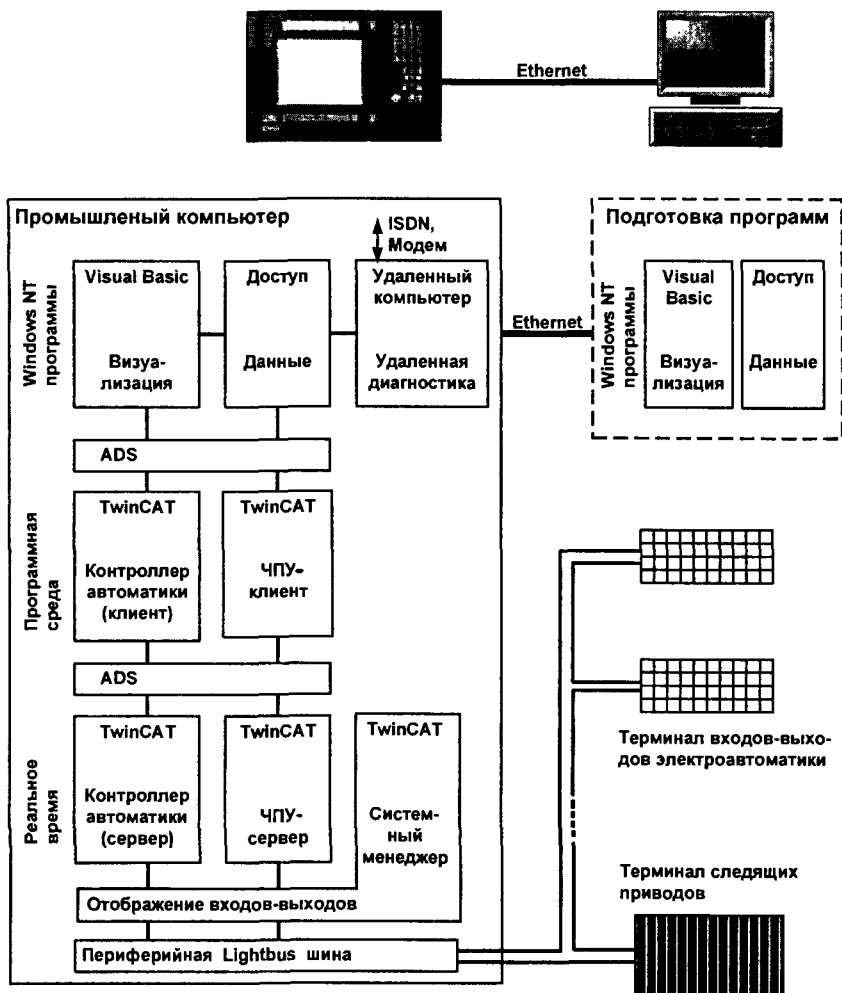 Ethernet
Промышленый компьютер
ISDN,
Модем
Windows NT
программы
Visual Basic
Визуа-
лизация
Доступ
Данные
Удаленный
компьютер
Удаленная
диагностика
Ethernet
Подготовка программ
Windows NT
программы
Visual
Basic
Визуа-
лизация
Доступ
Данные
ADS
Программная
среда
TwinCAT
Контроллер
автоматики
(клиент)
TwinCAT
ЧПУ-
клиент
ADS
Реальное
время
TwinCAT
Контроллер
автоматики
(сервер)
TwinCAT
ЧПУ-
сервер
TwinCAT
Систем-
ный
менеджер
Отображение входов-выходов
Периферийная Lightbus шина
Терминал входов-выхо-
дов электроавтоматики
Терминал следящих
приводов